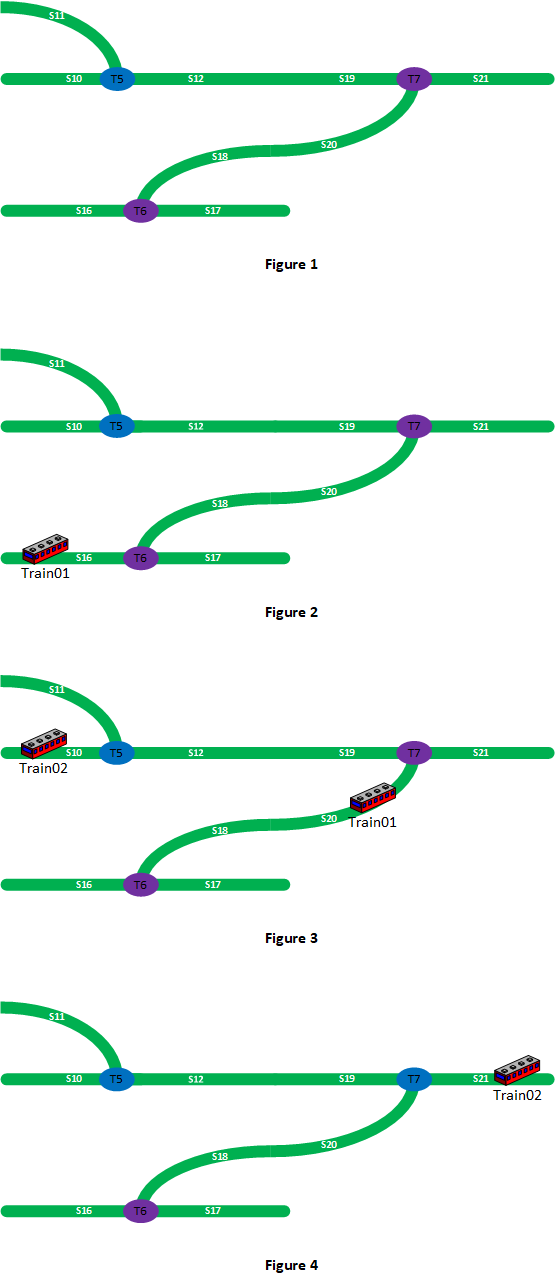 S11
S10 T5 S12 S19 T7 S21
S18 S20
S16 T6 S17
Figure 1
S11
S10 T5 S12 S19 T7 S21
S18 S20
S16 T6 S17
Train01
Figure 2
S11
S10 T5 S12 S19 T7 S21
Train02
S18 S20 Train01
S16 T6 S17
Figure 3
S11
S10 T5 S12 S19 T7 S21
Train02
S18 S20
S16 T6 S17
Figure 4